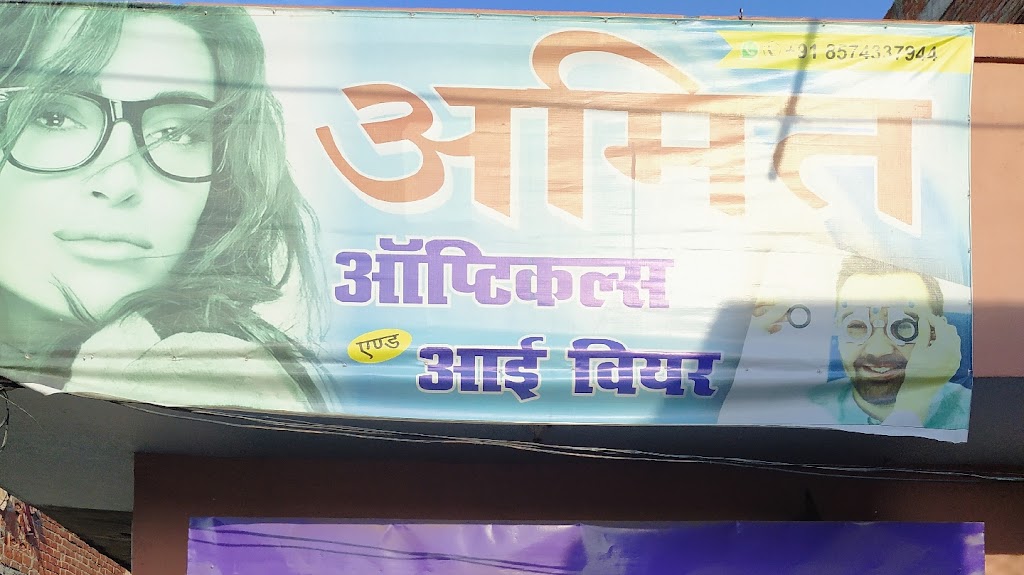 +91 8574337944
अमित
ऑप्टिकल्स
एण्ड
आई वियर